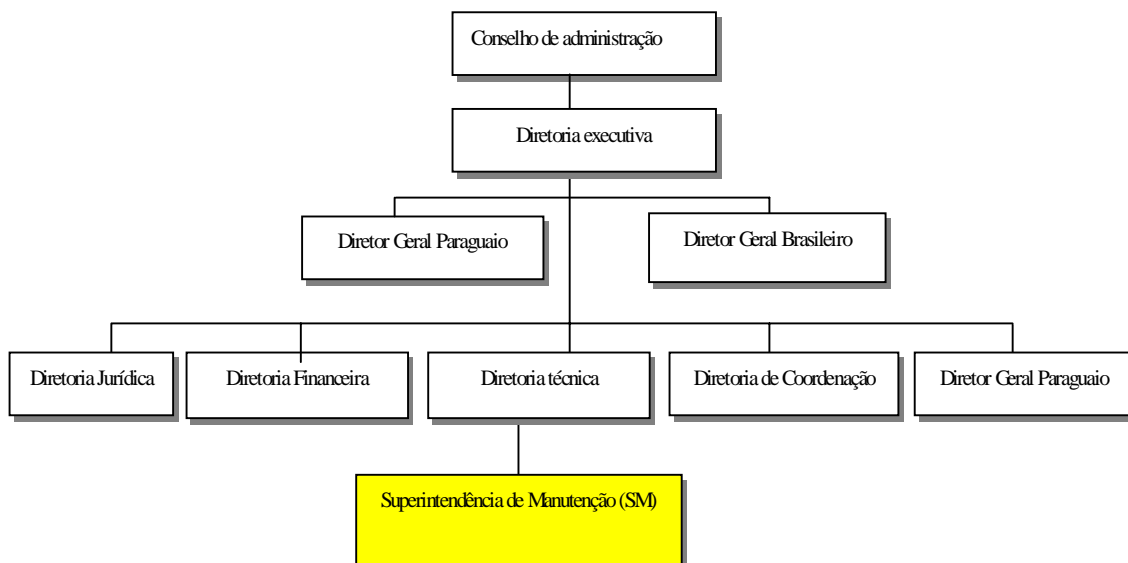 Conselho de administração
Diretoria executiva
Diretor Geral Paraguaio
Diretor Geral Brasileiro
Diretoria Jurídica
Diretoria Financeira
Diretoria técnica
Diretoria de Coordenação
Diretor Geral Paraguaio
Superintendência de Manutenção (SM)